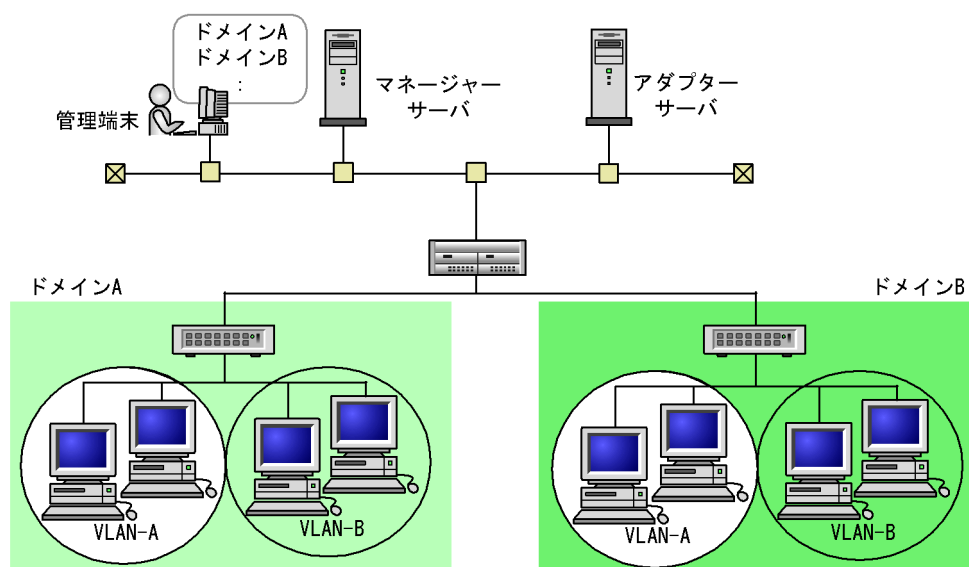 ドメインA
ドメインB
:
管理端末
マネージャー
サーバ
アダプター
サーバ
ドメインA
ドメインB
VLAN-A
VLAN-B
VLAN-A
VLAN-B